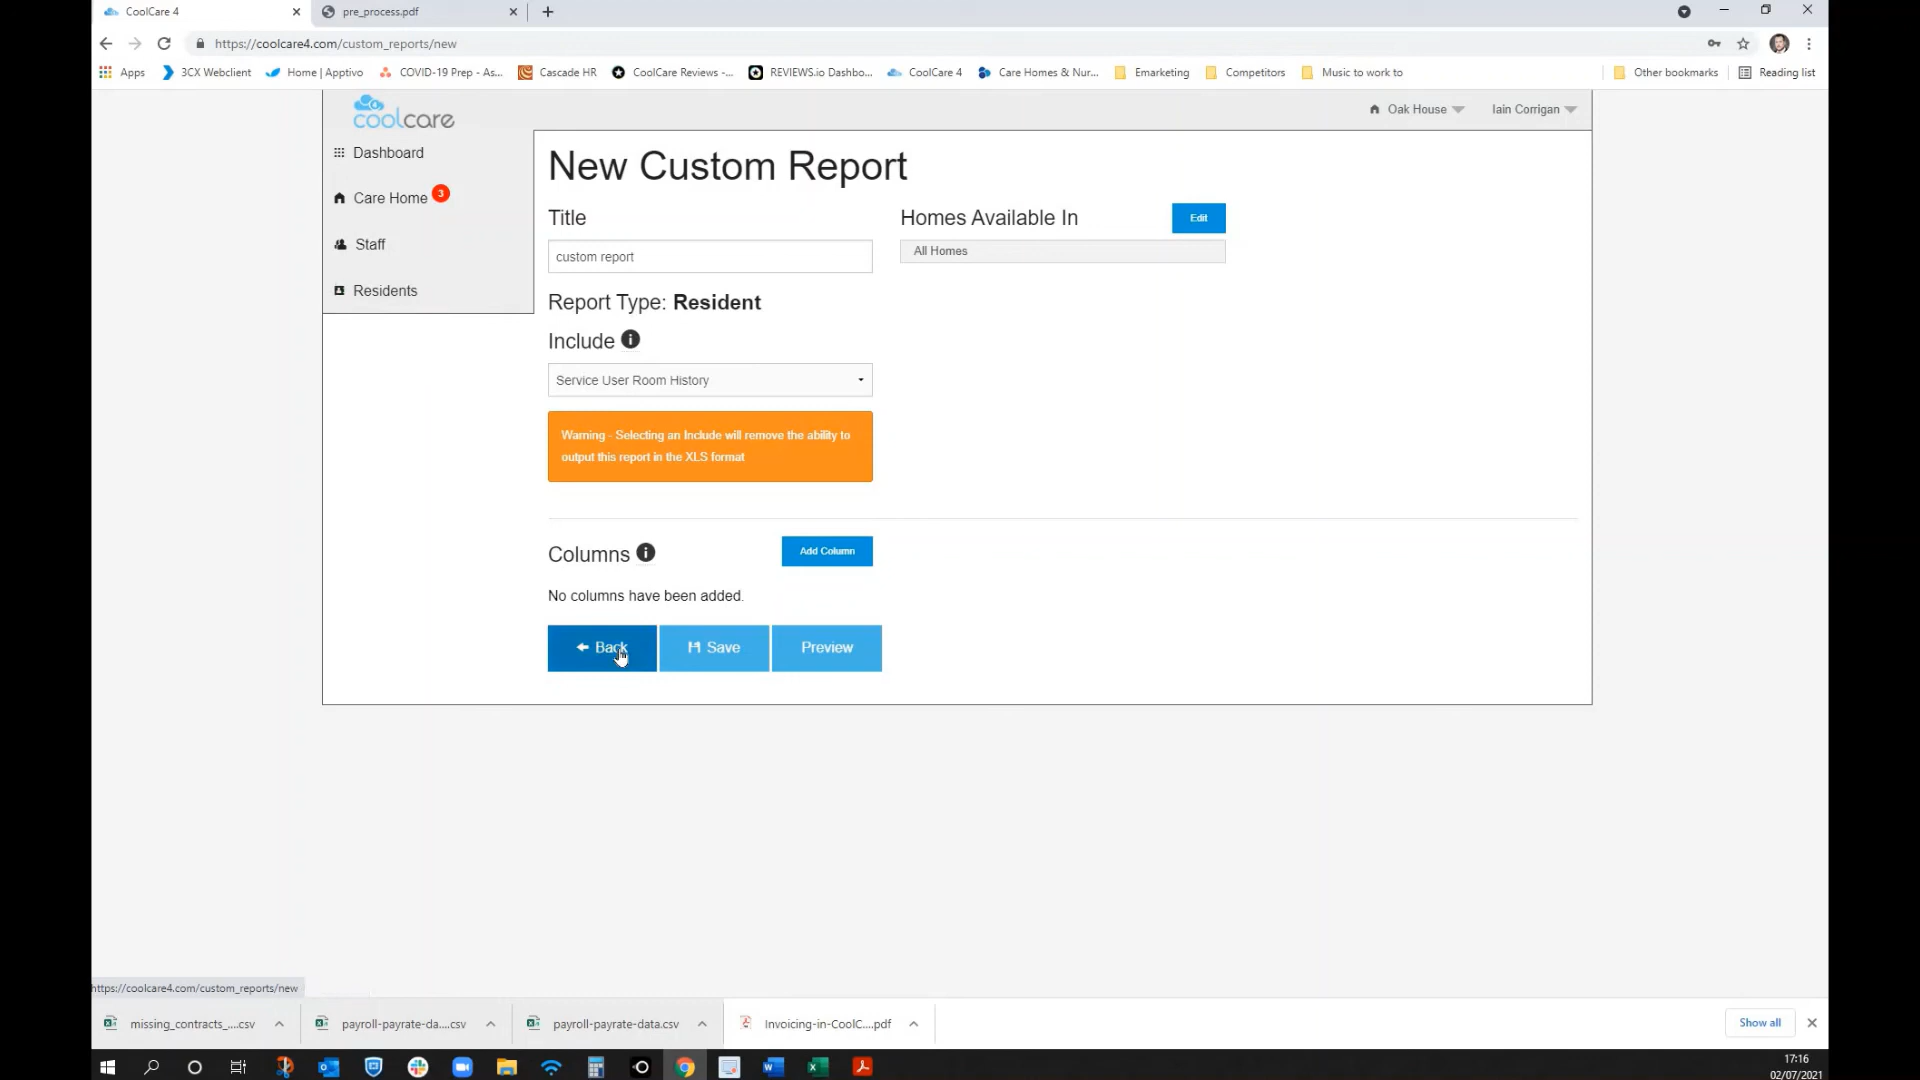 CoolCare 4
pre_process.pdf
https://coolcare4.com/custom_reports/new
Apps
3CX Webclient
Home | Apptivo
COVID-19 Prep - As...
Cascade HR
CoolCare Reviews -...
REVIEWS.io Dashbo...
CoolCare 4
Care Homes & Nur...
Emarketing
Competitors
Music to work to
Other bookmarks
Reading list
coolcare
Oak House
Iain Corrigan
Dashboard
Care Home 3
Staff
Residents
New Custom Report
Title
Homes Available In
Edit
custom report
All Homes
Report Type: Resident
Include
Service User Room History
Warning - Selecting an Include will remove the ability to
output this report in the XLS format
Columns
Add Column
No columns have been added.
Back
Save
Preview
https://coolcare4.com/custom_reports/new
missing_contracts_....csv
payroll-payrate-da....csv
payroll-payrate-data.csv
Invoicing-in-CoolC....pdf
Show all
17:16
02/07/2021